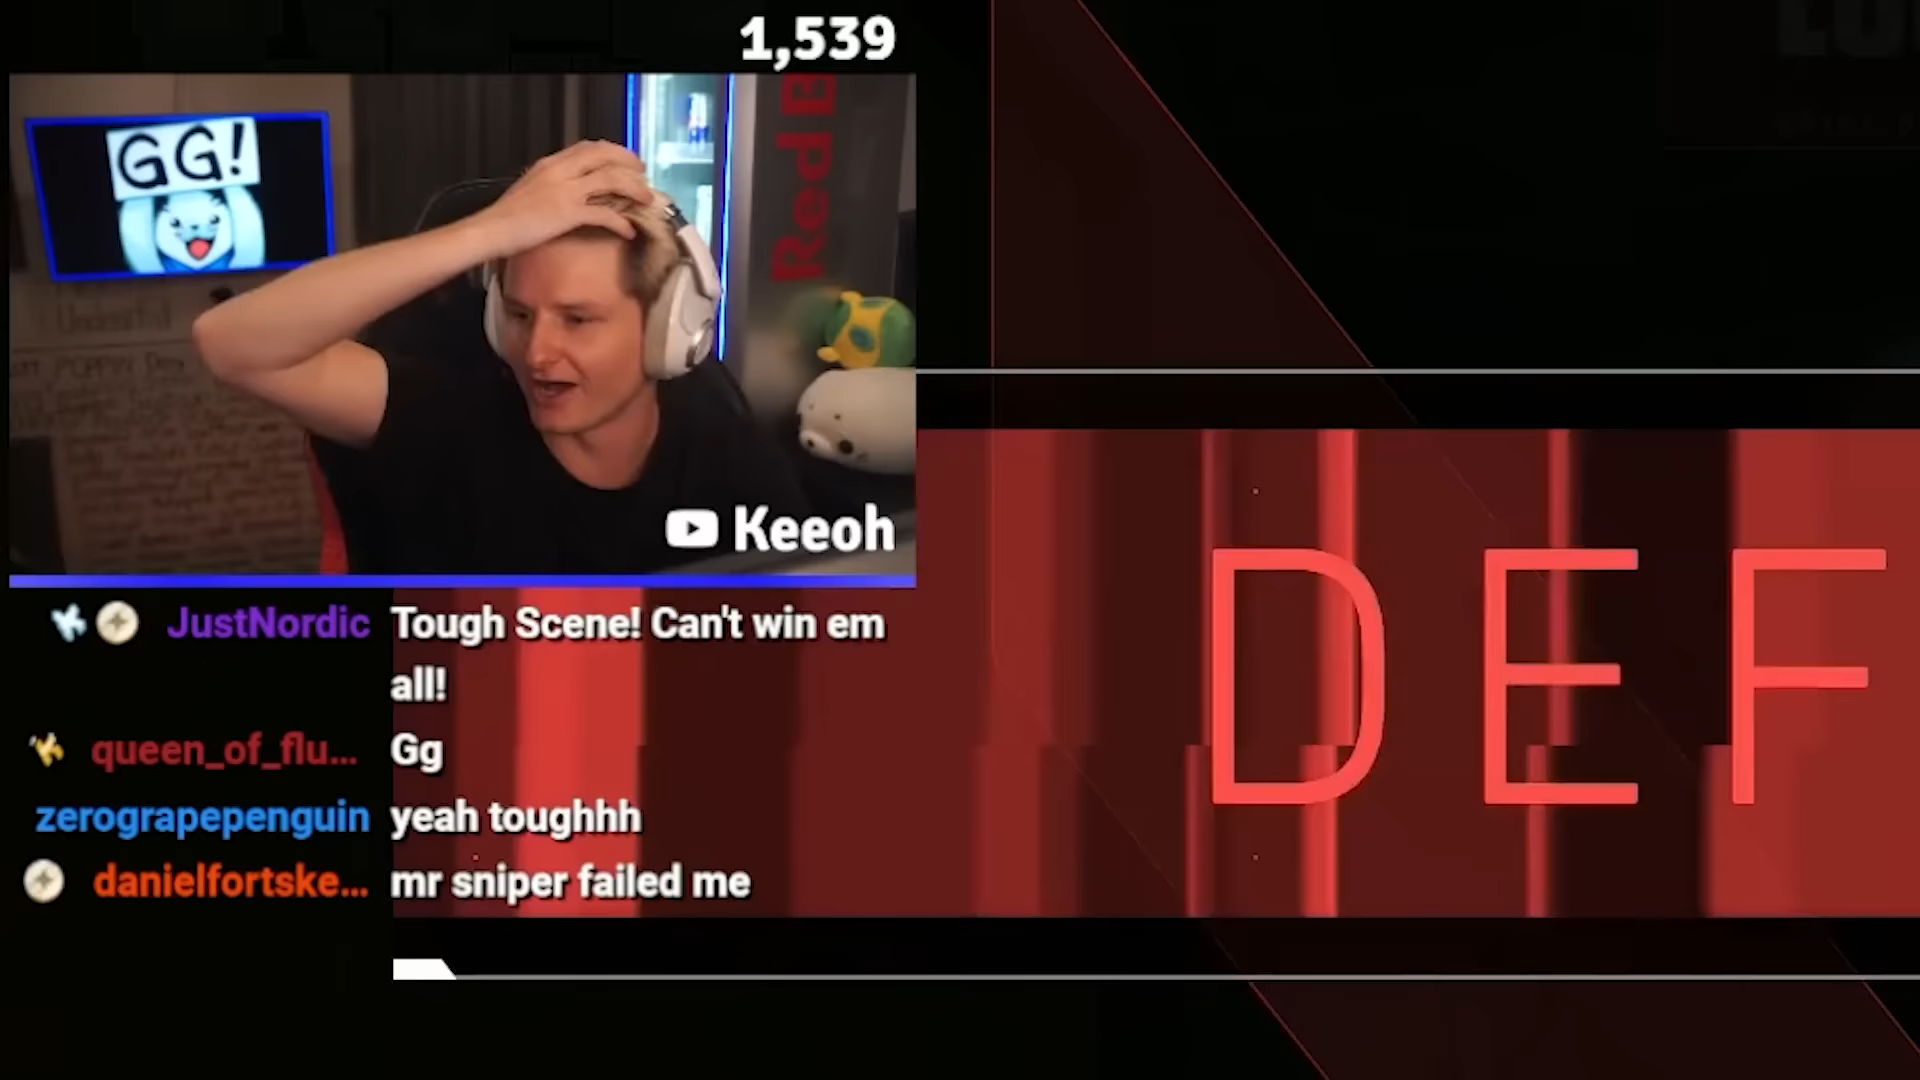 1,539
GG!
Red B
Keeoh
JustNordic Tough Scene! Can't win em
all!
queen_of_flu... Gg
zerograpepenguin yeah toughhh
danielfortske... mr sniper failed me
DEF